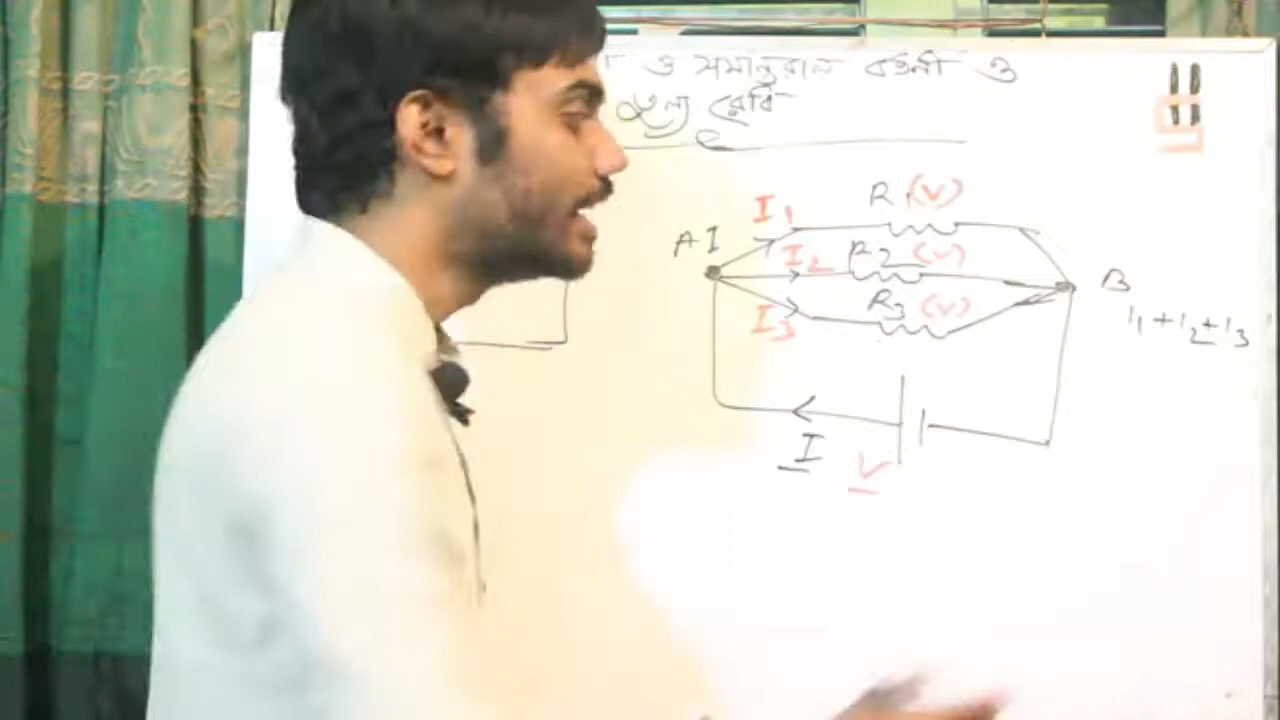 ও সমান্তরাল বর্তনী ও
তুল্য রোধ
I1 R1 (V)
A I I2 R2 (V) B
I3 R3 (V) I1 + I2 + I3
I V